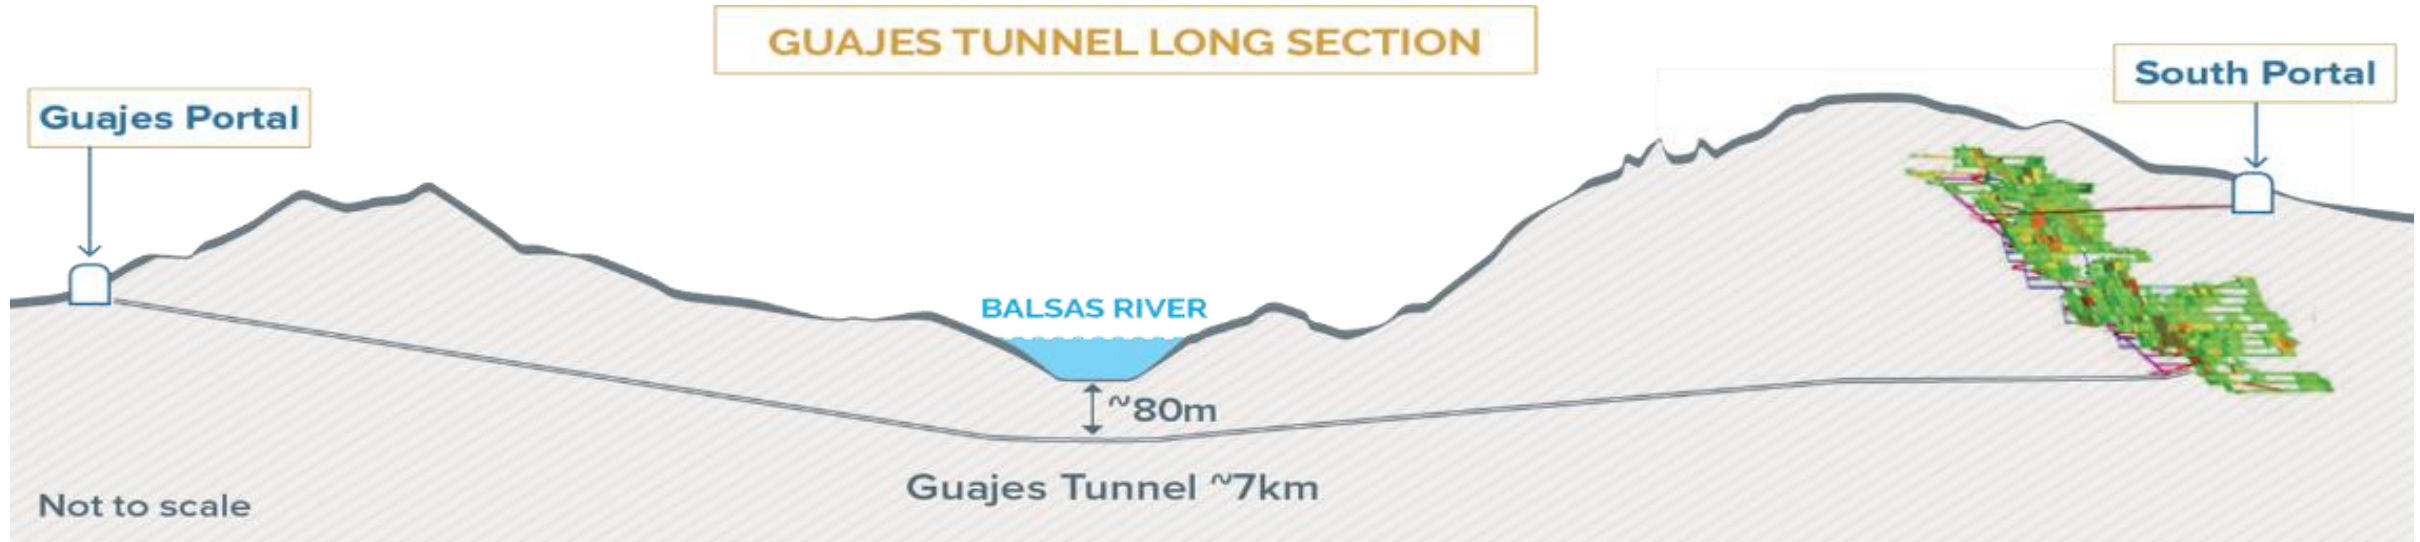 GUAJES TUNNEL LONG SECTION
South Portal
Guajes Portal
BALSAS RIVER
~80m
Guajes Tunnel ~7km
Not to scale